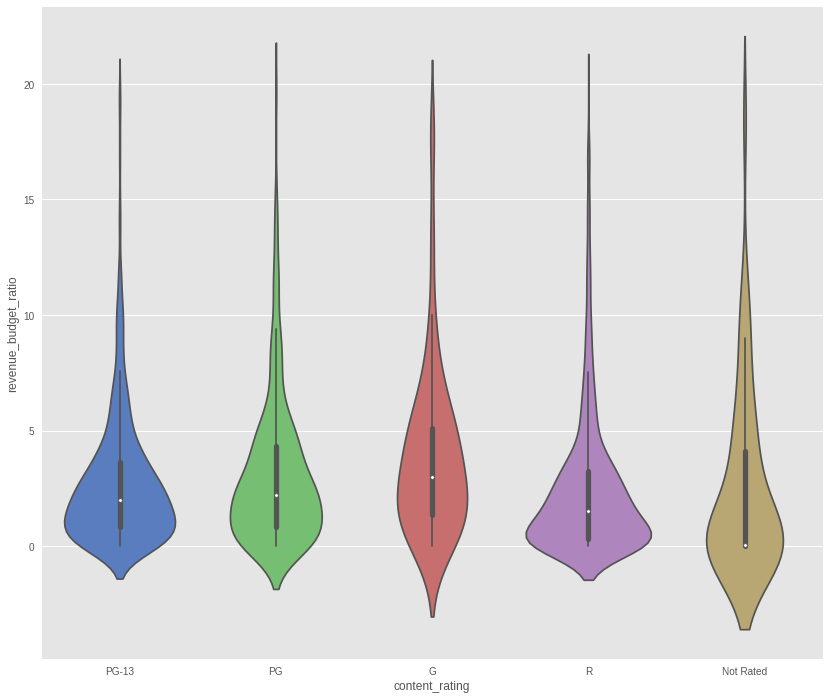 20
15
10
5
0
revenue_budget_ratio
PG-13
PG
G
R
Not Rated
content_rating